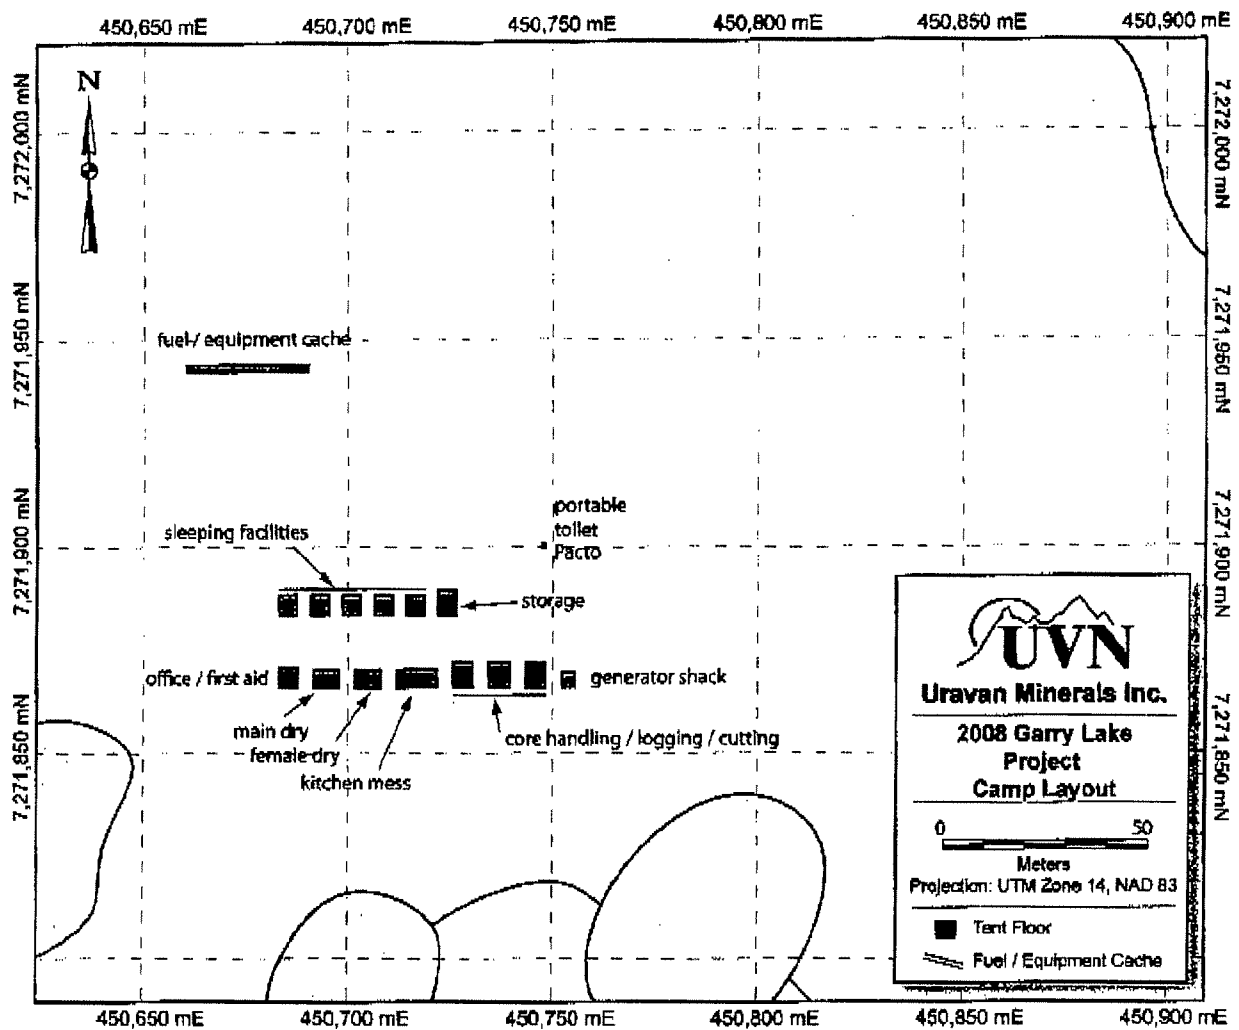 450,650 mE 450,700 mE 450,750 mE 450,800 mE 450,850 mE 450,900 mE
N
7,272,000 mN
7,272,000 mN
7,271,950 mN
7,271,950 mN
fuel / equipment cache
portable
toilet
Pacto
sleeping facilities
7,271,900 mN
7,271,900 mN
storage
office / first aid
generator shack
main dry
female dry
core handling / logging / cutting
kitchen mess
7,271,850 mN
7,271,850 mN
UVN
Uravan Minerals Inc.
2008 Garry Lake
Project
Camp Layout
0 50
Meters
Projection: UTM Zone 14, NAD 83
Tent Floor
Fuel / Equipment Cache
450,650 mE 450,700 mE 450,750 mE 450,800 mE 450,850 mE 450,900 mE